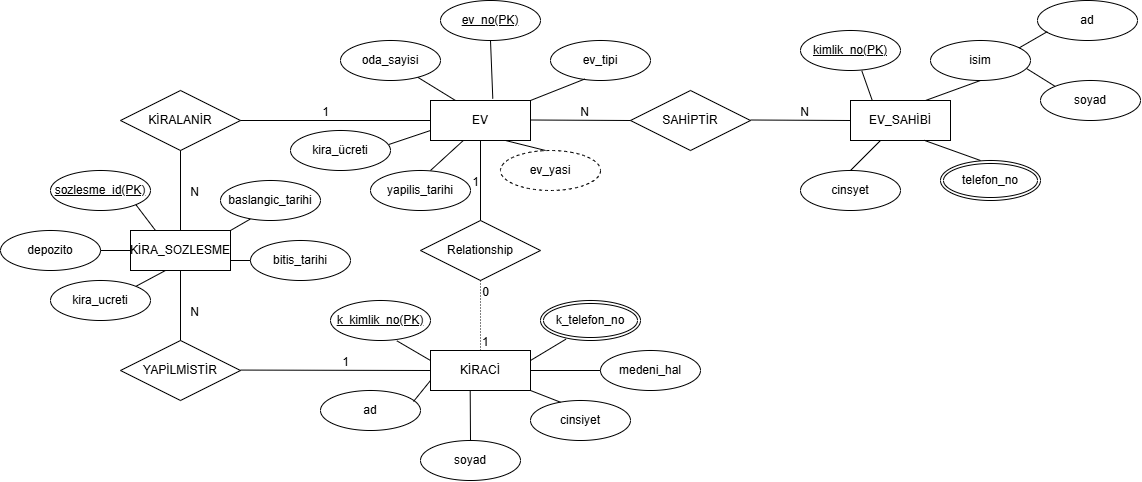 ev_no(PK)
ad
oda_sayisi
ev_tipi
kimlik_no(PK)
isim
soyad
KİRALANİR
1
EV
N
SAHİPTİR
N
EV_SAHİBİ
kira_ücreti
ev_yasi
yapilis_tarihi
1
cinsyet
telefon_no
sozlesme_id(PK)
N
baslangic_tarihi
depozito
KİRA_SOZLESME
bitis_tarihi
Relationship
kira_ucreti
N
0
k_kimlik_no(PK)
k_telefon_no
1
YAPİLMİSTİR
1
KİRACİ
medeni_hal
ad
cinsiyet
soyad